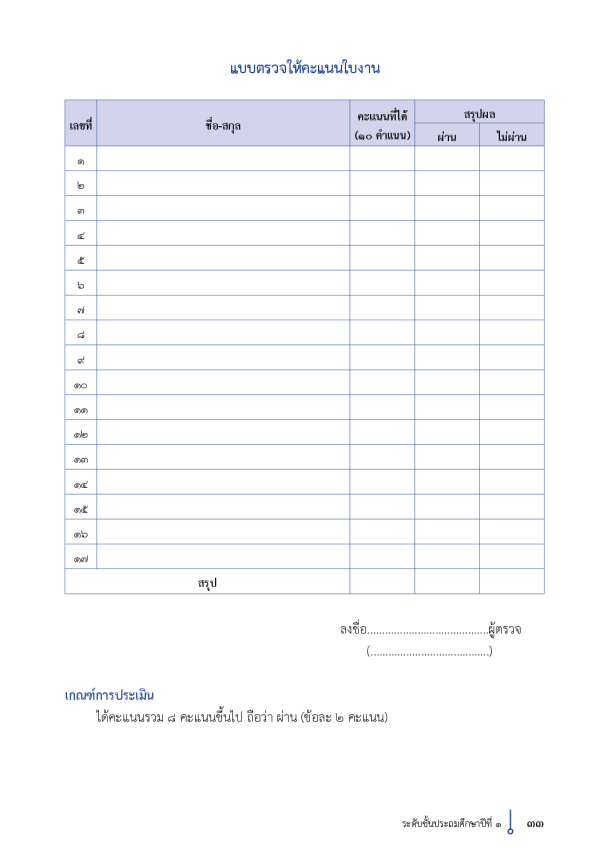 แบบตรวจให้คะแนนใบงาน
เลขที่ ชื่อ-สกุล คะแนนที่ได้ (๑๐ คำแนน) สรุปผล
ผ่าน ไม่ผ่าน
๑
๒
๓
๔
๕
๖
๗
๘
๙
๑๐
๑๑
๑๒
๑๓
๑๔
๑๕
๑๖
๑๗
สรุป
ลงชื่อ.........................................ผู้ตรวจ
(........................................)
เกณฑ์การประเมิน
ได้คะแนนรวม ๘ คะแนนขึ้นไป ถือว่า ผ่าน (ข้อละ ๒ คะแนน)
ระดับชั้นประถมศึกษาปีที่ ๑ ๓๓